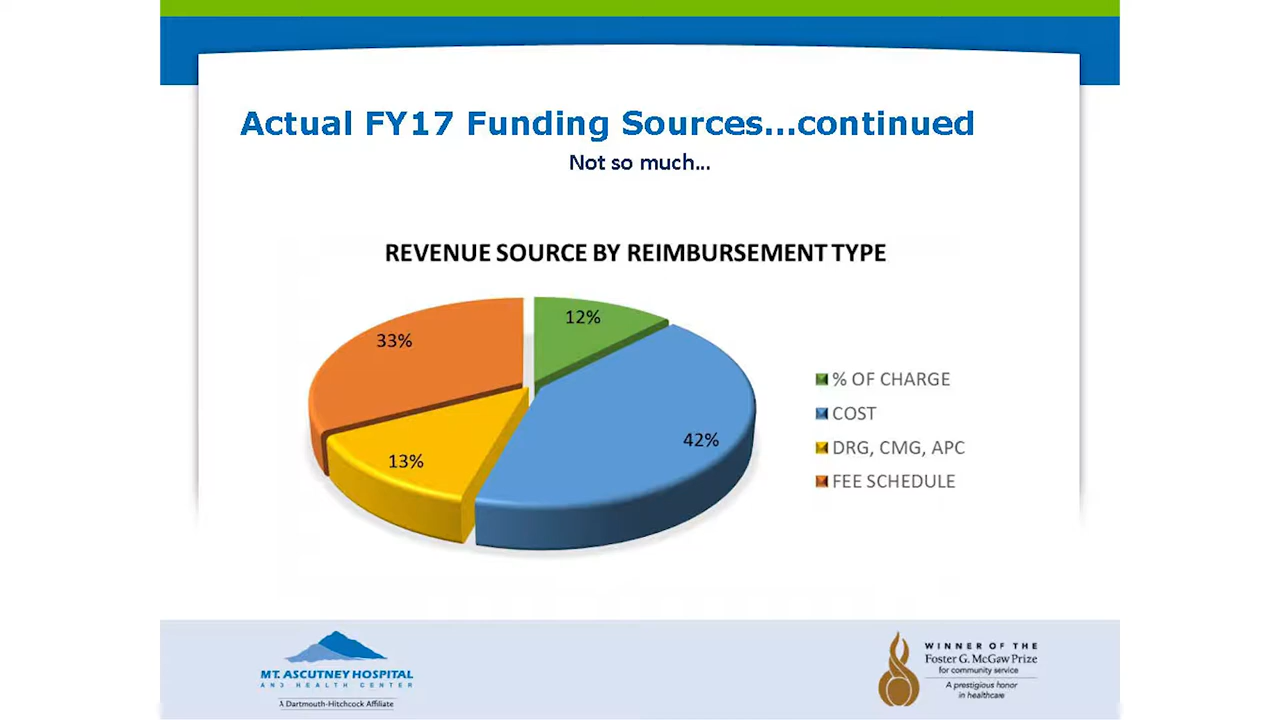 Actual FY17 Funding Sources...continued
Not so much...
REVENUE SOURCE BY REIMBURSEMENT TYPE
12%
33%
42%
13%
% OF CHARGE
COST
DRG, CMG, APC
FEE SCHEDULE
MT. ASCUTNEY HOSPITAL
AND HEALTH CENTER
A Dartmouth-Hitchcock Affiliate
WINNER OF THE
Foster G. McGaw Prize
for community service
A prestigious honor
in healthcare